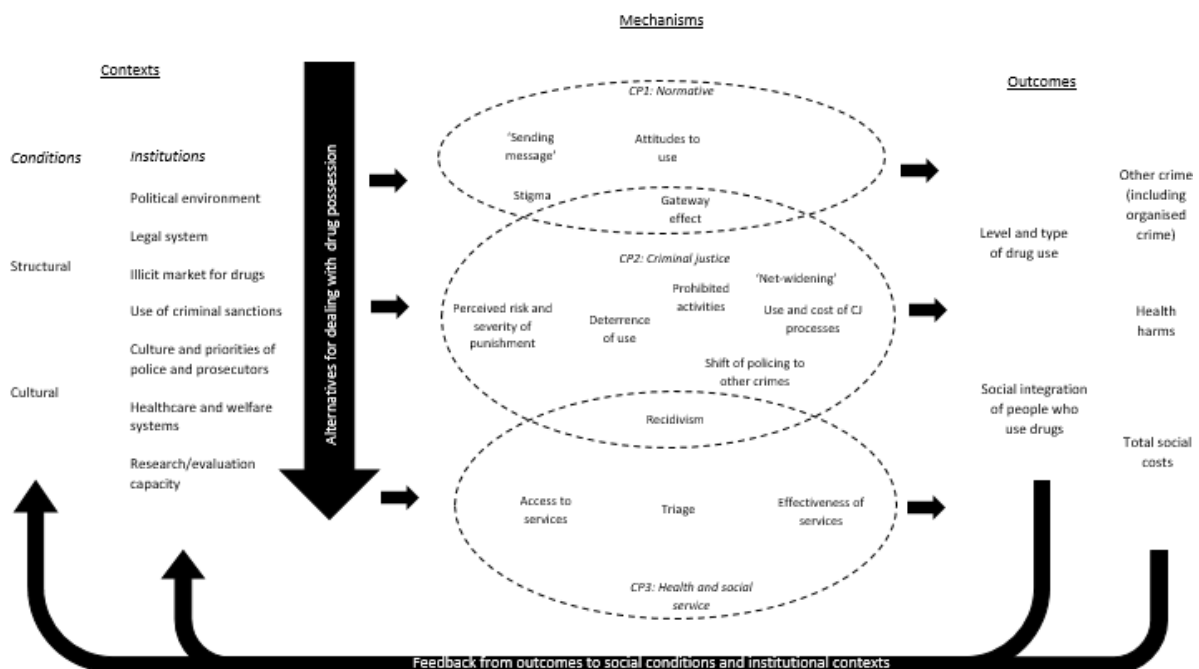 Mechanisms
Contexts
Outcomes
Conditions
Institutions
Structural
Cultural
Political environment
Legal system
Illicit market for drugs
Use of criminal sanctions
Culture and priorities of
police and prosecutors
Healthcare and welfare
systems
Research/evaluation
capacity
Alternatives for dealing with drug possession
CP1: Normative
'Sending
message'
Attitudes to
use
Stigma
Gateway
effect
CP2: Criminal justice
'Net-widening'
Prohibited
activities
Perceived risk and
severity of
punishment
Deterrence
of use
Use and cost of CJ
processes
Shift of policing to
other crimes
Recidivism
Access to
services
Triage
Effectiveness of
services
CP3: Health and social
service
Level and type
of drug use
Social integration
of people who
use drugs
Other crime
(including
organised
crime)
Health
harms
Total social
costs
Feedback from outcomes to social conditions and institutional contexts